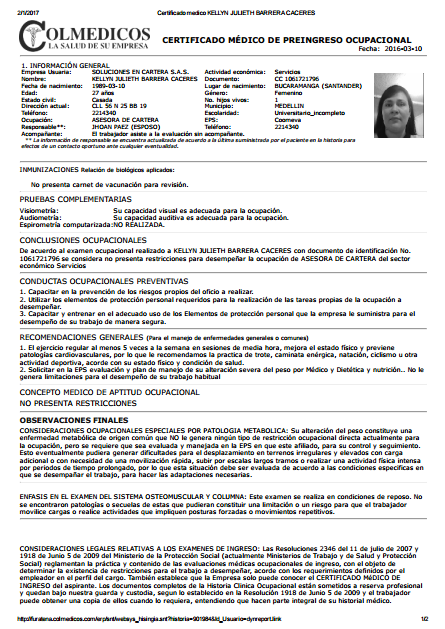 2/1/2017 Certificado medico KELLYN JULIETH BARRERA CACERES
COLMEDICOS
LA SALUD DE SU EMPRESA
CERTIFICADO MÉDICO DE PREINGRESO OCUPACIONAL
Fecha: 2016-03-10
1. INFORMACIÓN GENERAL
Empresa Usuaria: SOLUCIONES EN CARTERA S.A.S. Actividad económica: Servicios
Nombre: KELLYN JULIETH BARRERA CACERES Documento: CC 1061721796
Fecha de nacimiento: 1989-03-10 Lugar de nacimiento: BUCARAMANGA (SANTANDER)
Edad: 27 años Género: Femenino
Estado civil: Casada No. hijos vivos: 1
Dirección actual: CLL 56 N 25 BB 19 Municipio: MEDELLIN
Teléfono: 2214340 Escolaridad: Universitario_incompleto
Ocupación: ASESORA DE CARTERA EPS: Coomeva
Responsable**: JHOAN PAEZ (ESPOSO) Teléfono: 2214340
Acompañante: El trabajador asiste a la evaluación sin acompañante.
** La información de responsable se encuentra actualizada de acuerdo a la última suministrada por el paciente en la historia para
efectos de un contacto oportuno ante cualquier eventualidad.
INMUNIZACIONES Relación de biológicos aplicados:
No presenta carnet de vacunación para revisión.
PRUEBAS COMPLEMENTARIAS
Visiometría: Su capacidad visual es adecuada para la ocupación.
Audiometría: Su capacidad auditiva es adecuada para la ocupación.
Espirometría computarizada: NO REALIZADA.
CONCLUSIONES OCUPACIONALES
De acuerdo al examen ocupacional realizado a KELLYN JULIETH BARRERA CACERES con documento de identificación No.
1061721796 se considera no presenta restricciones para desempeñar la ocupación de ASESORA DE CARTERA del sector
económico Servicios
CONDUCTAS OCUPACIONALES PREVENTIVAS
1. Capacitar en la prevención de los riesgos propios del oficio a realizar.
2. Utilizar los elementos de protección personal requeridos para la realización de las tareas propias de la ocupación a
desempeñar.
3. Capacitar y entrenar en el adecuado uso de los Elementos de protección personal que la empresa le suministra para el
desempeño de su trabajo de manera segura.
RECOMENDACIONES GENERALES (Para el manejo de enfermedades generales o comunes)
1. El ejercicio regular al menos 5 veces a la semana en sesiones de media hora, mejora el estado físico y previene
patologías cardiovasculares, por lo que le recomendamos la practica de trote, caminata enérgica, natación, ciclismo u otra
actividad deportiva, acorde con su estado físico y condición de salud.
2. Solicitar en la EPS evaluación y plan de manejo de su alteración severa del peso por Médico y Dietética y nutrición.. No le
genera limitaciones para el desempeño de su trabajo habitual
CONCEPTO MEDICO DE APTITUD OCUPACIONAL
NO PRESENTA RESTRICCIONES
OBSERVACIONES FINALES
CONSIDERACIONES OCUPACIONALES ESPECIALES POR PATOLOGIA METABOLICA: Su alteración del peso constituye una
enfermedad metabólica de origen común que NO le genera ningún tipo de restricción ocupacional directa actualmente para
la ocupación, pero se requiere que sea evaluada y manejada en la EPS en que este afiliado, para su control y seguimiento.
Esto eventualmente pudiera generar dificultades para el desplazamiento en terrenos irregulares y elevados con carga
adicional o con necesidad de una movilización rápida, subir por escalas largos tramos o realizar una actividad física intensa
por periodos de tiempo prolongado, por lo que esta situación debe ser evaluada de acuerdo a las condiciones especificas en
que se desempeñan el trabajo, para hacer las adaptaciones necesarias.
ENFASIS EN EL EXAMEN DEL SISTEMA OSTEOMUSCULAR Y COLUMNA: Este examen se realiza en condiciones de reposo. No
se encontraron patologías o secuelas de estas que pudieran constituir una limitación o un riesgo para que el trabajador
movilice cargas o realice actividades que impliquen posturas forzadas o movimientos repetitivos.
CONSIDERACIONES LEGALES RELATIVAS A LOS EXAMENES DE INGRESO: Las Resoluciones 2346 del 11 de julio de 2007 y
1918 de Junio 5 de 2009 del Ministerio de la Protección Social (actualmente Ministerios de Trabajo y de Salud y Protección
Social) reglamentan la práctica y contenido de las evaluaciones médicas ocupacionales de ingreso, con el objeto de
determinar la existencia de restricciones para el desempeño de la ocupación, acorde con los requerimientos definidos por el
empleador en el perfil del cargo. También establece que la Empresa solo puede conocer el CERTIFICADO MéDICO DE
INGRESO del aspirante. Los documentos completos de la Historia Clínica Ocupacional están sometidos a reserva profesional
y quedan bajo nuestra guarda y custodia, según lo establecido en la Resolución 1918 de Junio 5 de 2009 y el trabajador
puede obtener una copia de ellos cuando lo requiera, entendiendo que hacen parte integral de su historial médico.
http://furatena.colmedicos.com/arp/snt/webaya_hisingia.snt?historia=901984&Id_Usuario=dynreport.link 1/2